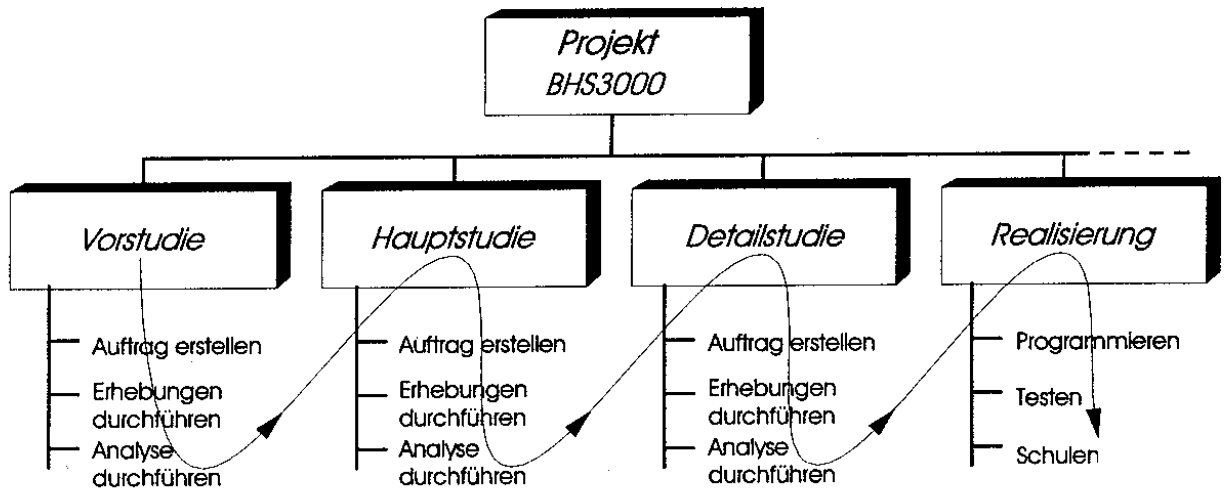 Projekt
BHS3000
Vorstudie
Auftrag erstellen
Erhebungen
durchführen
Analyse
durchführen
Hauptstudie
Auftrag erstellen
Erhebungen
durchführen
Analyse
durchführen
Detailstudie
Auftrag erstellen
Erhebungen
durchführen
Analyse
durchführen
Realisierung
Programmieren
Testen
Schulen